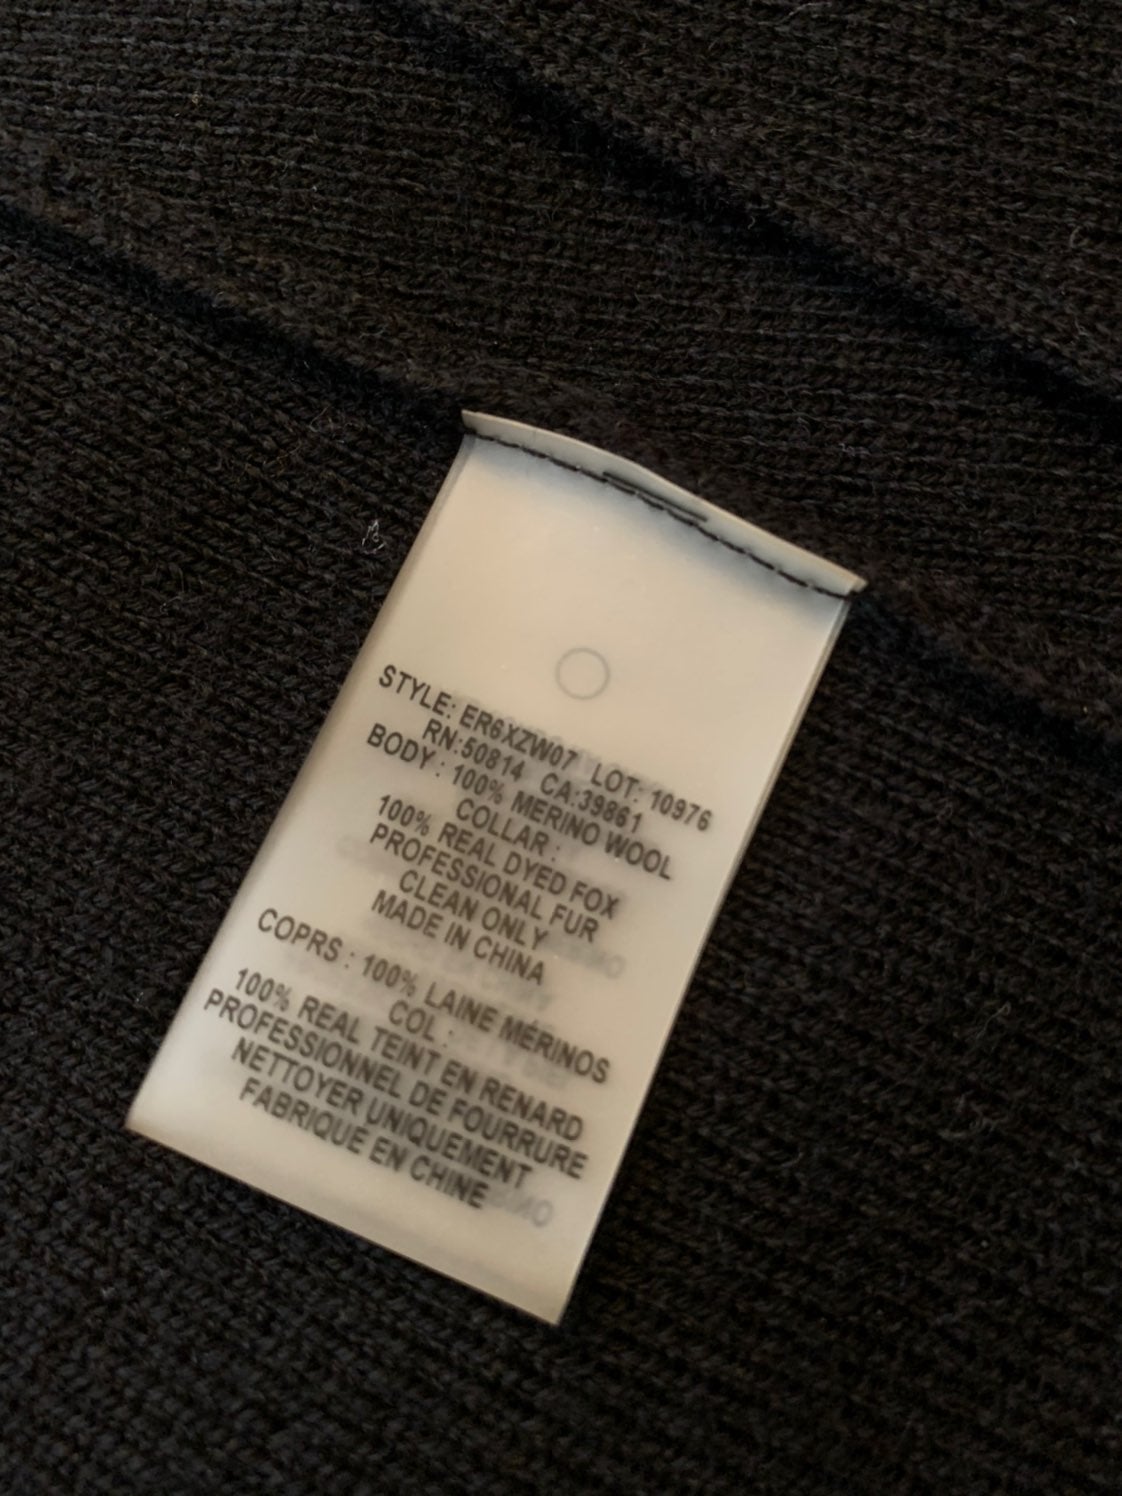 STYLE: ER6XZW07 LOT: 10976
RN:50814 CA:39861
BODY : 100% MERINO WOOL
COLLAR :
100% REAL DYED FOX
PROFESSIONAL FUR
CLEAN ONLY
MADE IN CHINA
COPRS : 100% LAINE MÉRINOS
COL :
100% REAL TEINT EN RENARD
PROFESSIONNEL DE FOURRURE
NETTOYER UNIQUEMENT
FABRIQUE EN CHINE